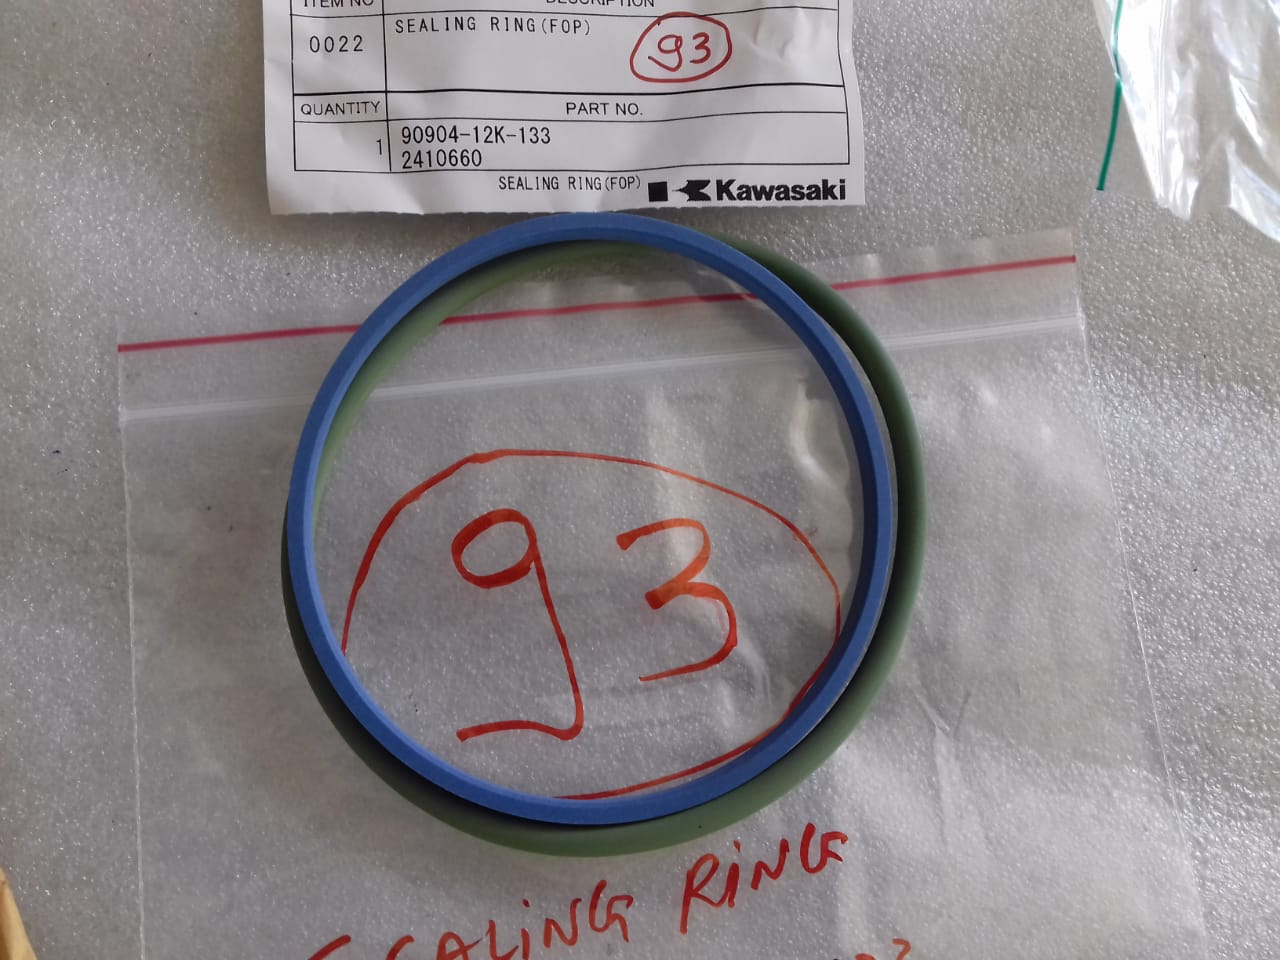 ITEM NO DESCRIPTION
0022 SEALING RING(FOP) 93
QUANTITY PART NO.
1 90904-12K-133
2410660
SEALING RING(FOP) Kawasaki
93
SEALING RING